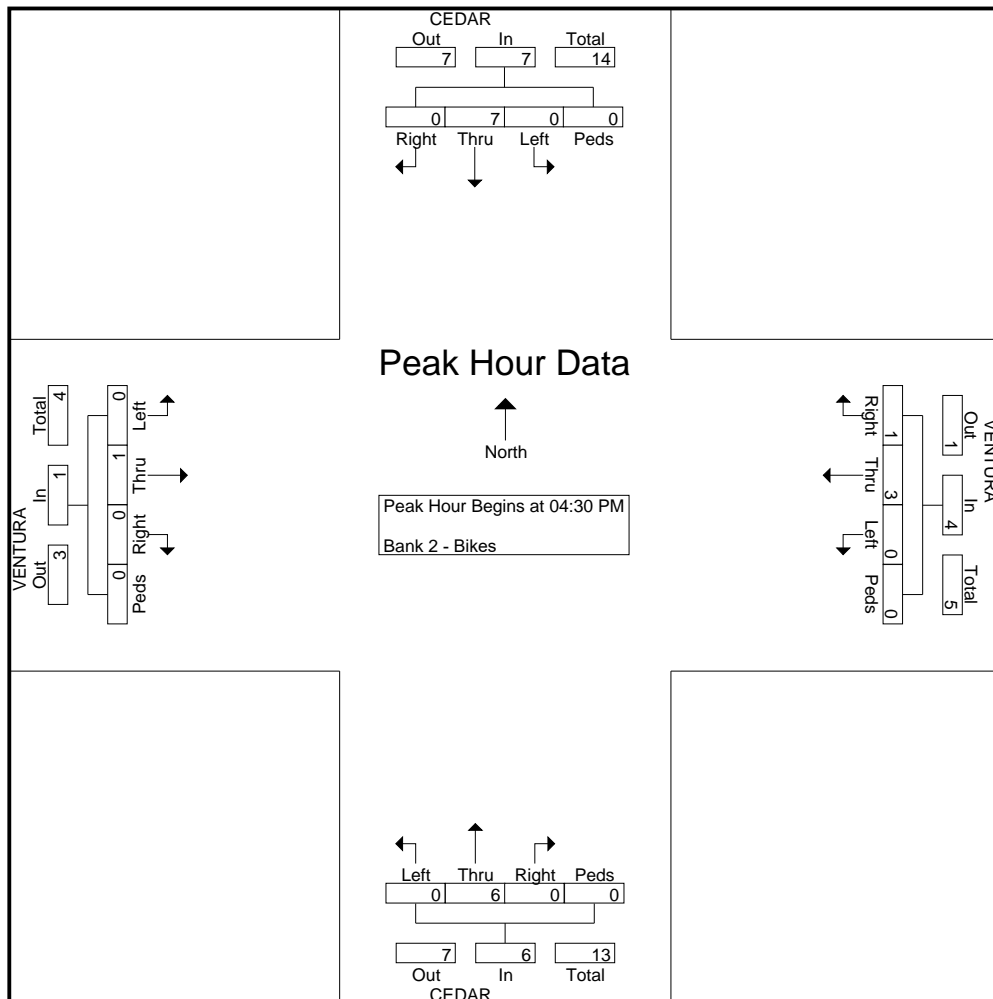 CEDAR
Out In Total
7 7 14
0 7 0 0
Right Thru Left Peds
Peak Hour Data
North
Peak Hour Begins at 04:30 PM
Bank 2 - Bikes
VENTURA
Out In Total
3 1 4
0 1 0 0
Left Thru Right Peds
VENTURA
Out In Total
1 4 5
1 3 0 0
Right Thru Left Peds
Left Thru Right Peds
0 6 0 0
7 6 13
Out In Total
CEDAR